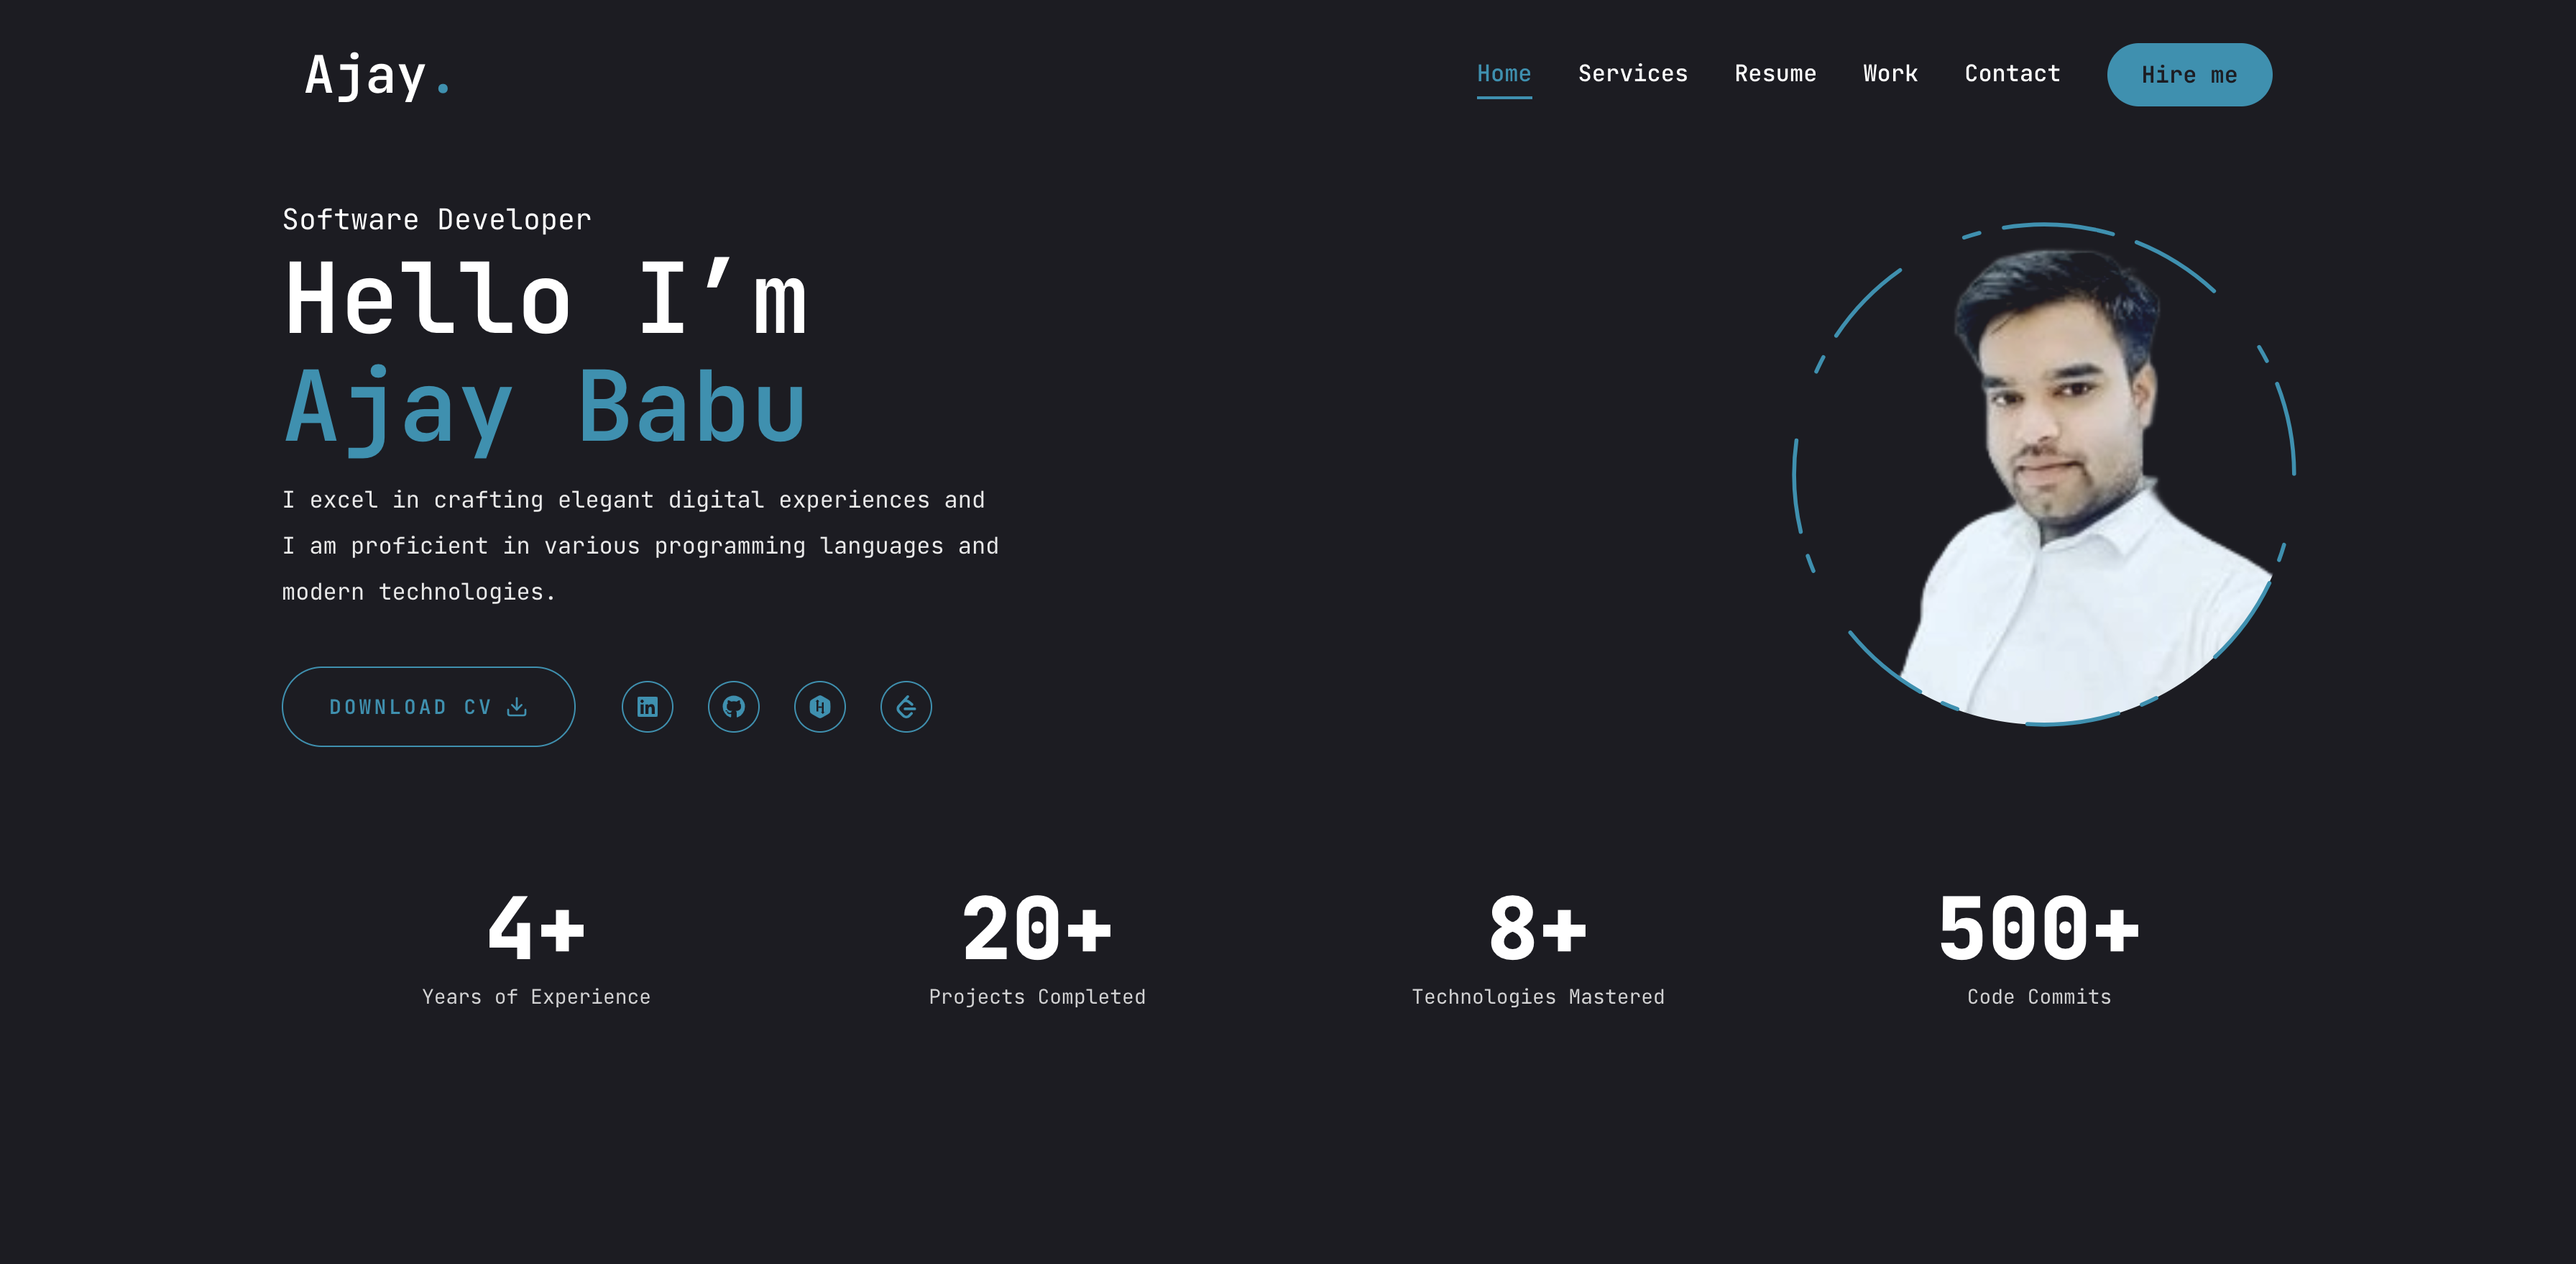 Ajay.
Home Services Resume Work Contact Hire me
Software Developer
Hello I’m
Ajay Babu
I excel in crafting elegant digital experiences and
I am proficient in various programming languages and
modern technologies.
DOWNLOAD CV
4+ 20+ 8+ 500+
Years of Experience Projects Completed Technologies Mastered Code Commits